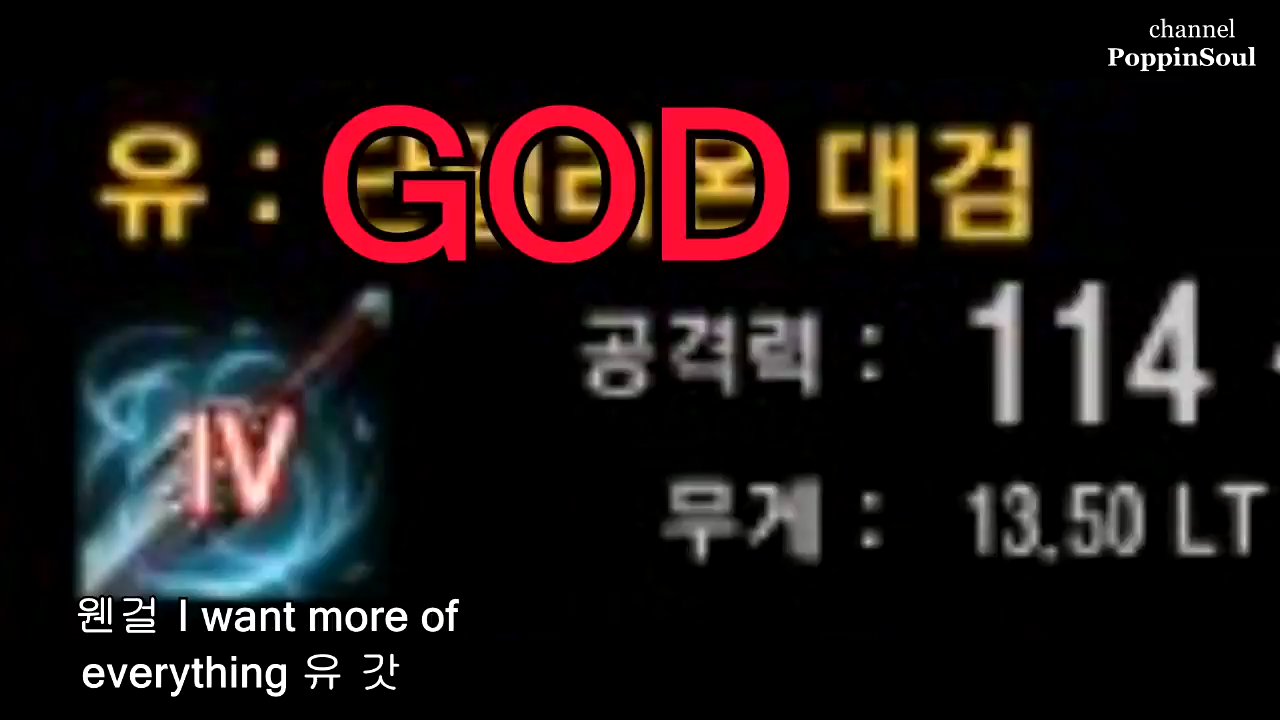 channel
PoppinSoul
유 : 대검
GOD
IV
공격력 : 114
무게 : 13.50 LT
웬걸 I want more of
everything 유 갓